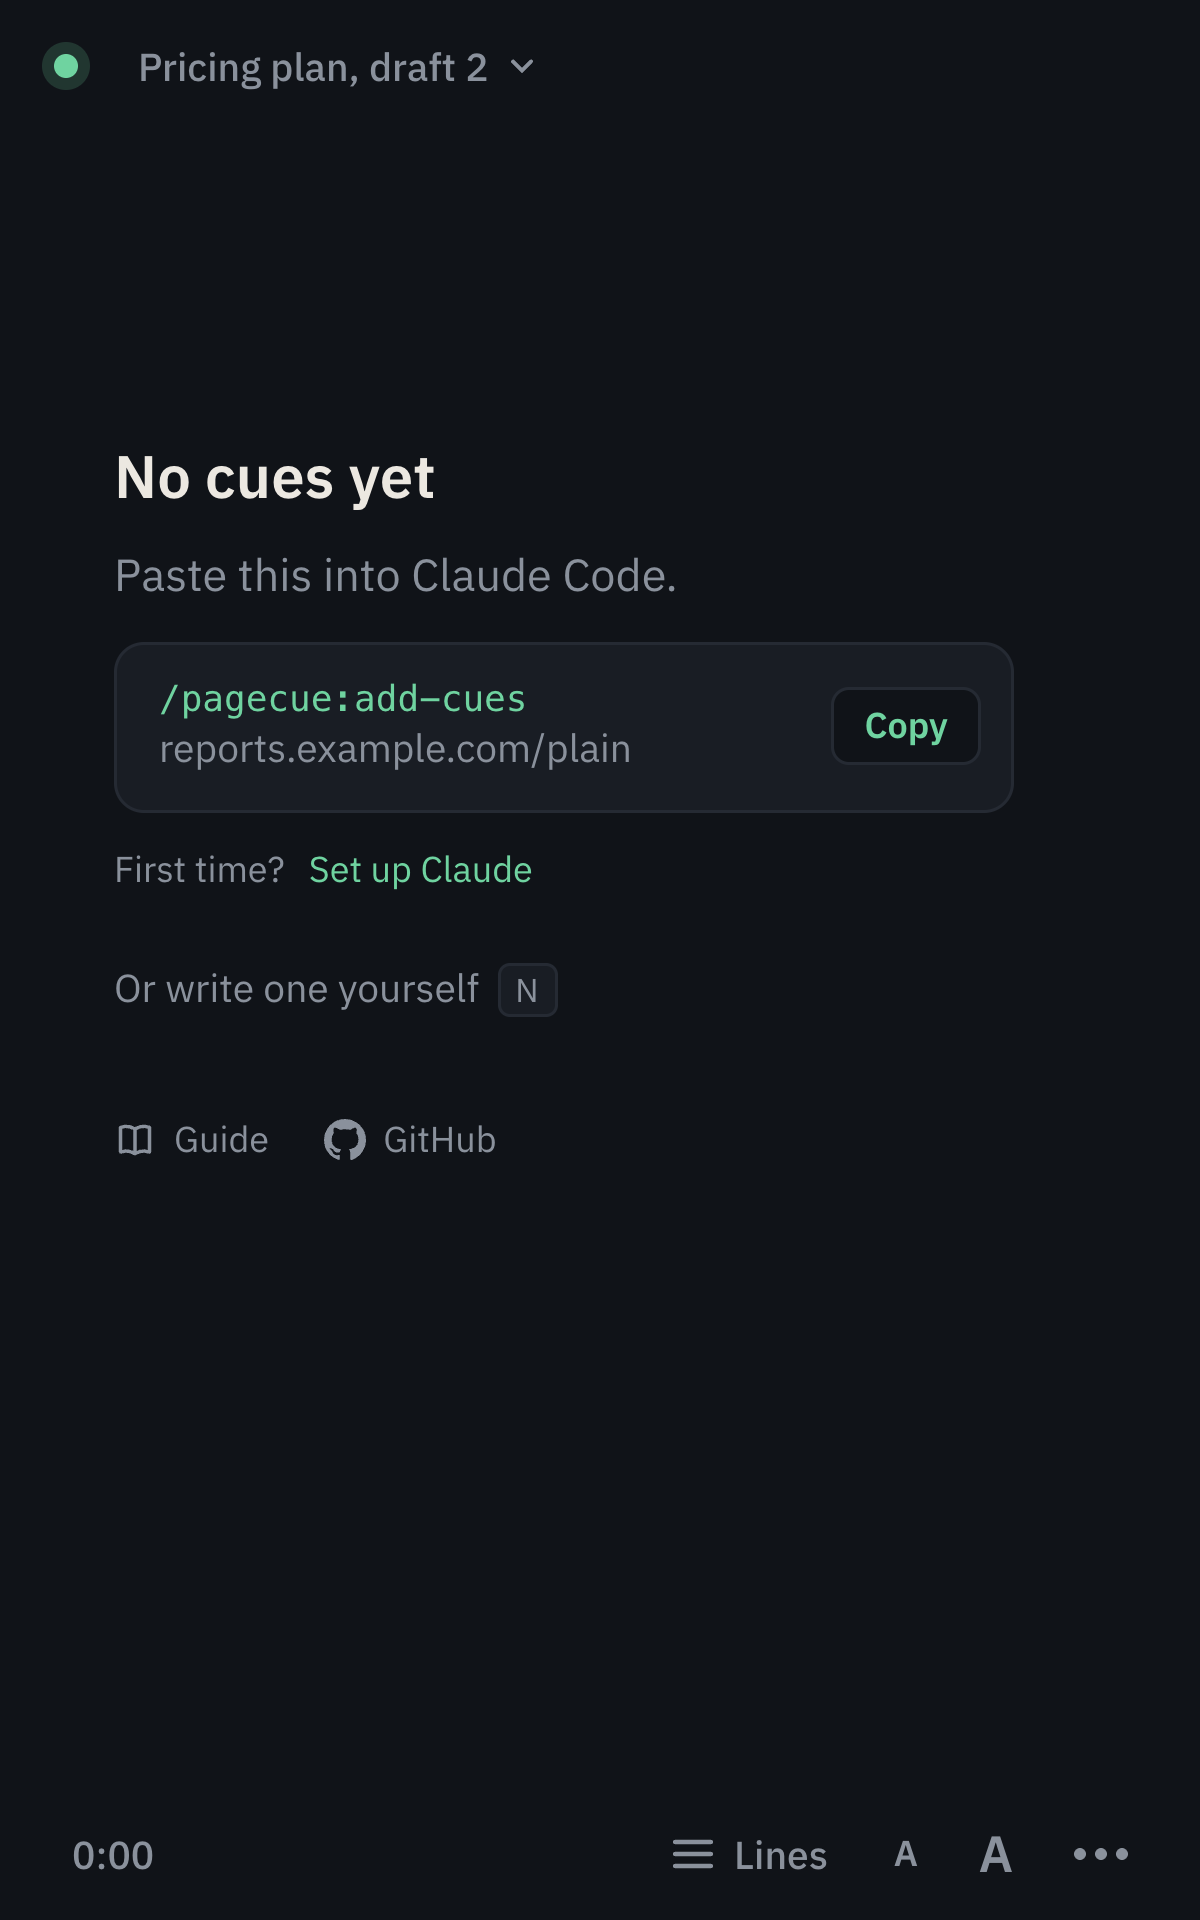 Pricing plan, draft 2
No cues yet
Paste this into Claude Code.
/pagecue:add-cues
reports.example.com/plain
Copy
First time? Set up Claude
Or write one yourself N
Guide GitHub
0:00 Lines A A